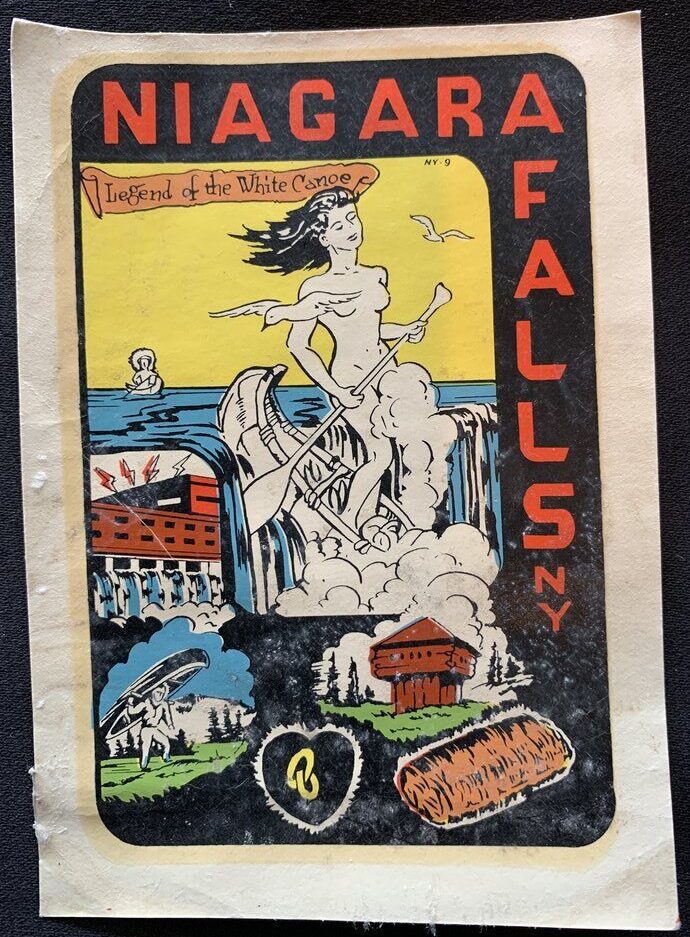 NIAGARA
FALLS
NY
NY-9
Legend of the White Canoe